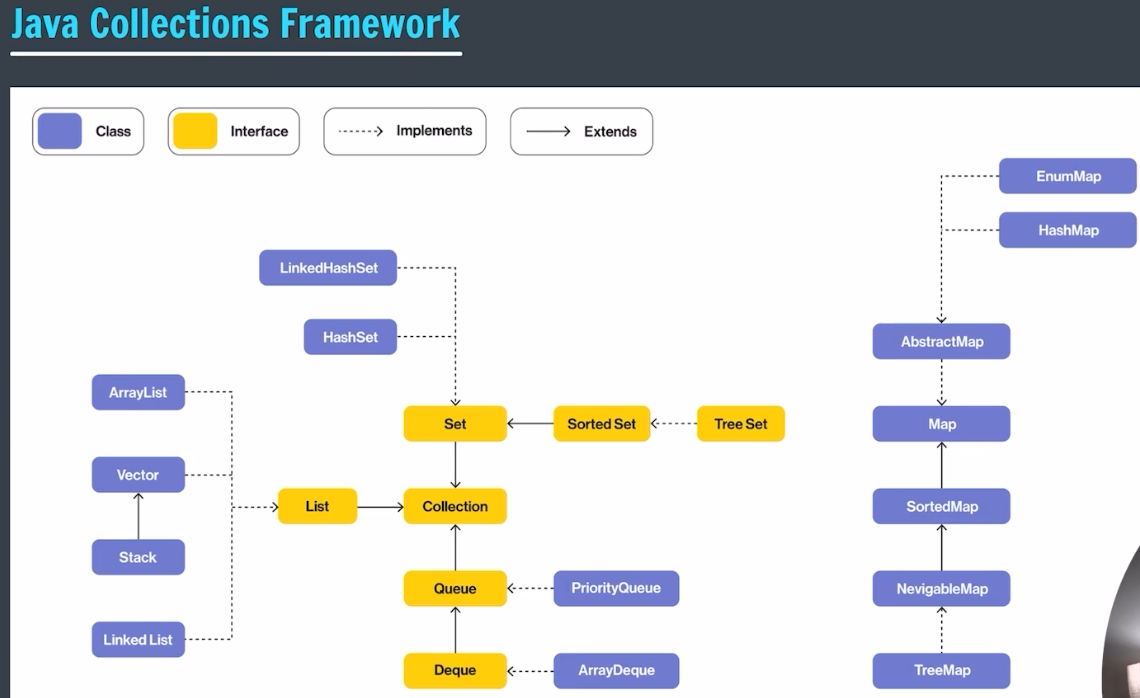 Java Collections Framework
Class
Interface
Implements
Extends
EnumMap
HashMap
LinkedHashSet
HashSet
AbstractMap
ArrayList
Set
Sorted Set
Tree Set
Map
Vector
List
Collection
SortedMap
Stack
Queue
PriorityQueue
NevigableMap
Linked List
Deque
ArrayDeque
TreeMap